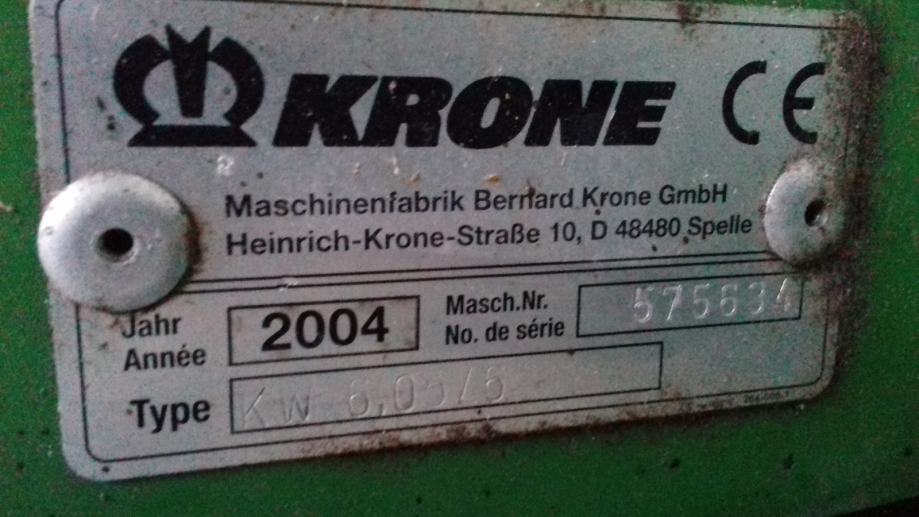 KRONE CE
Maschinenfabrik Bernard Krone GmbH
Heinrich-Krone-Straße 10, D 48480 Spelle
Jahr
Année
2004
Masch.Nr.
No. de série
575634
Type
KW 6,05/6